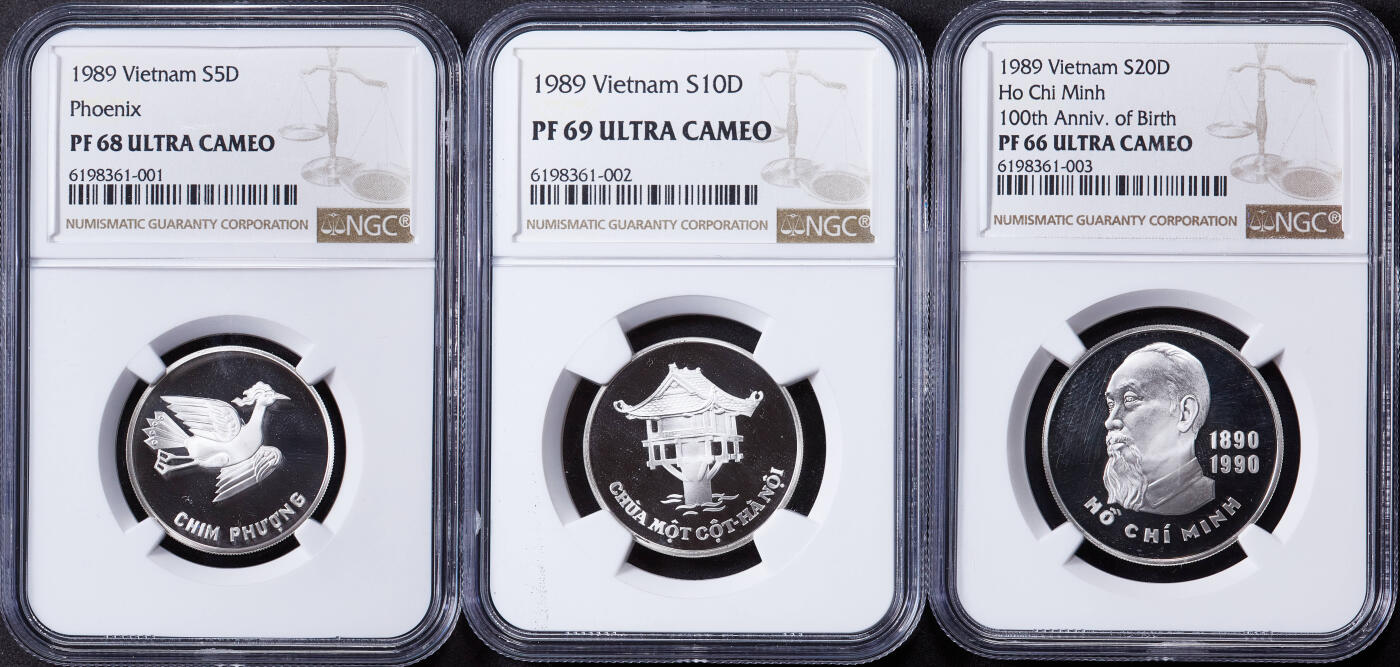 1989 Vietnam S5D
Phoenix
PF 68 ULTRA CAMEO
6198361-001
NUMISMATIC GUARANTY CORPORATION
NGC®
CHIM PHƯỢNG
1989 Vietnam S10D
PF 69 ULTRA CAMEO
6198361-002
NUMISMATIC GUARANTY CORPORATION
NGC®
CHÙA MỘT CỘT-HÀ NỘI
1989 Vietnam S20D
Ho Chi Minh
100th Anniv. of Birth
PF 66 ULTRA CAMEO
6198361-003
NUMISMATIC GUARANTY CORPORATION
NGC®
1890
1990
HỒ CHÍ MINH